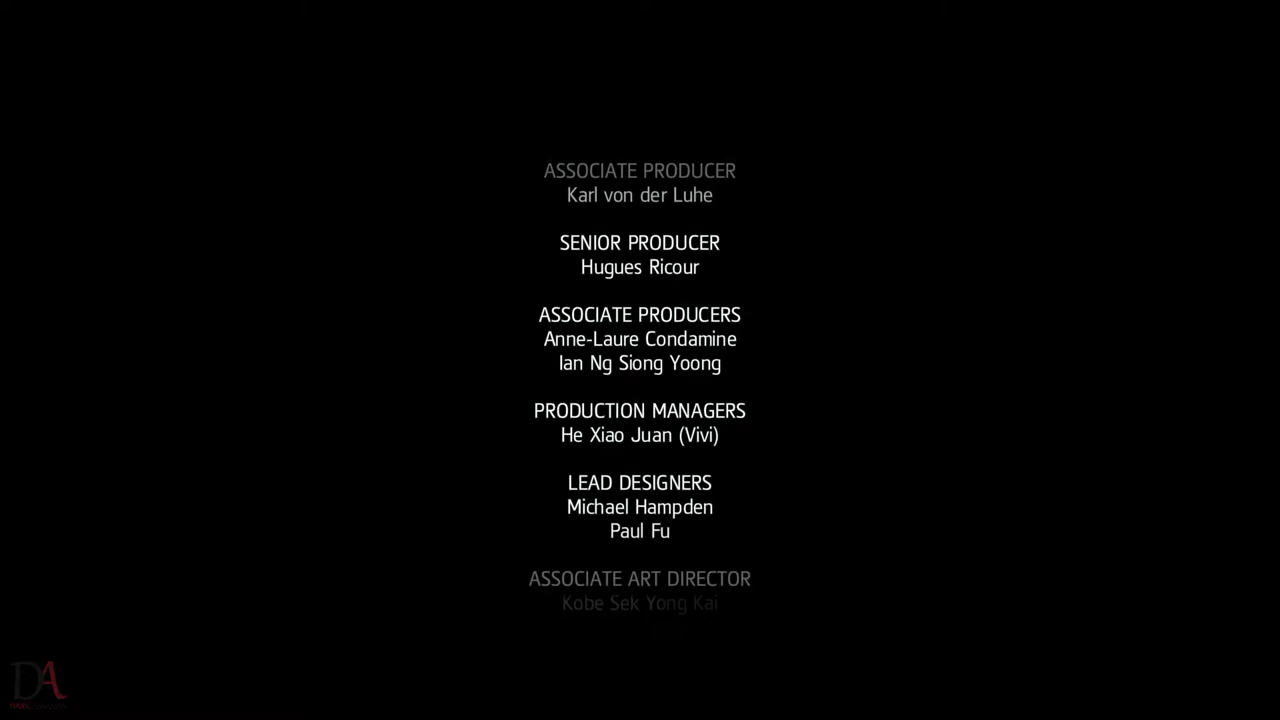 ASSOCIATE PRODUCER
Karl von der Luhe
SENIOR PRODUCER
Hugues Ricour
ASSOCIATE PRODUCERS
Anne-Laure Condamine
Ian Ng Siong Yoong
PRODUCTION MANAGERS
He Xiao Juan (Vivi)
LEAD DESIGNERS
Michael Hampden
Paul Fu
ASSOCIATE ART DIRECTOR
Kobe Sek Yong Kai
DA